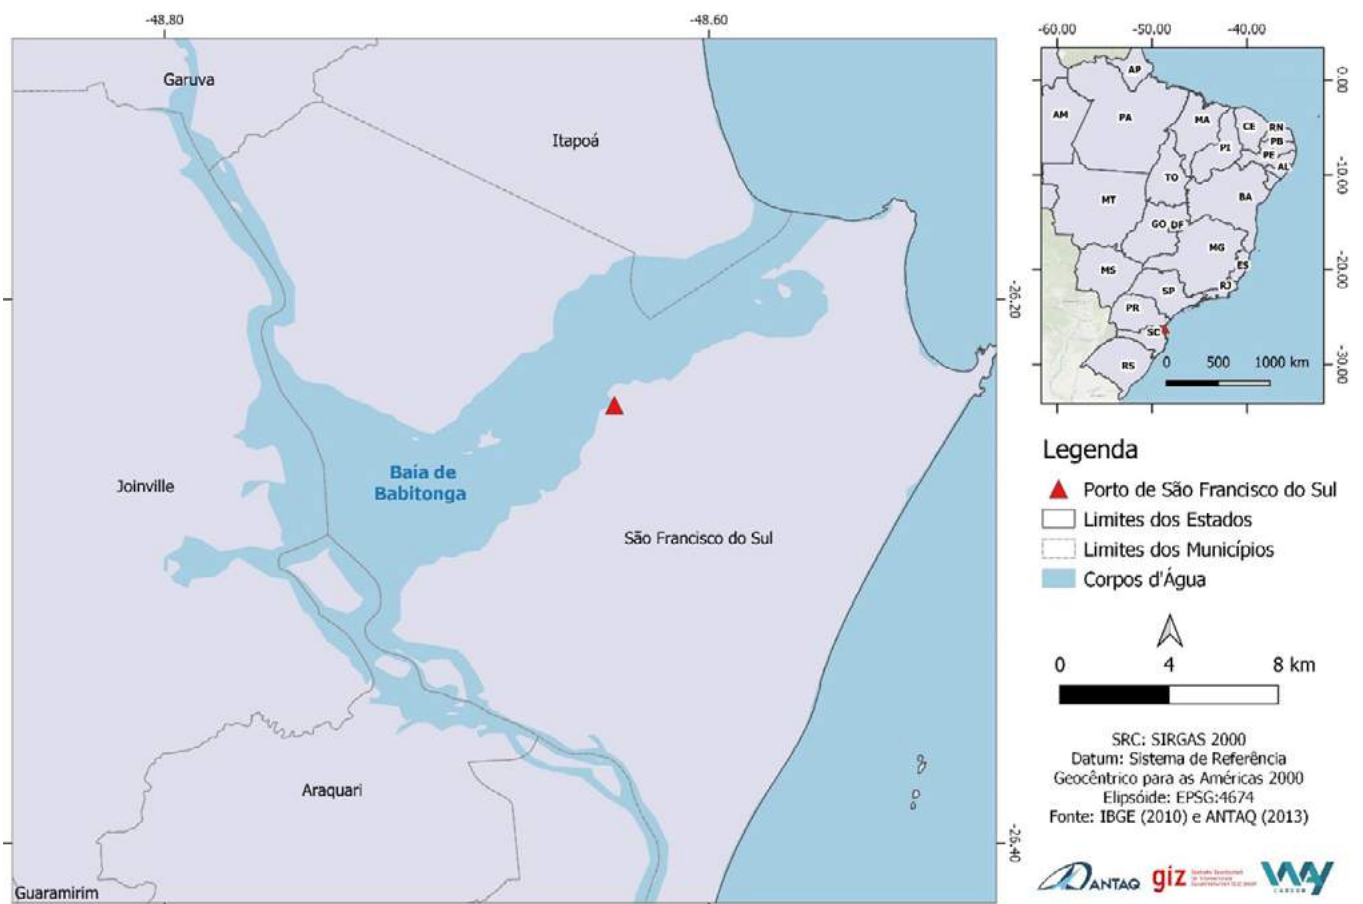 -48.80
-48.60
Garuva
Itapoá
-26.20
Joinville
Baía de
Babitonga
São Francisco do Sul
Araquari
-26.40
Guaramirim
-60.00
-50.00
-40.00
AP
0.00
AM
PA
MA
CE
RN
PB
PI
PE
AL
-10.00
TO
MT
BA
GO
DF
MG
MS
ES
-20.00
SP
RJ
PR
SC
RS
0 500 1000 km
-30.00
Legenda
Porto de São Francisco do Sul
Limites dos Estados
Limites dos Municípios
Corpos d'Água
0 4 8 km
SRC: SIRGAS 2000
Datum: Sistema de Referência
Geocêntrico para as Américas 2000
Elipsóide: EPSG:4674
Fonte: IBGE (2010) e ANTAQ (2013)
ANTAQ
giz
WAY
CARBON